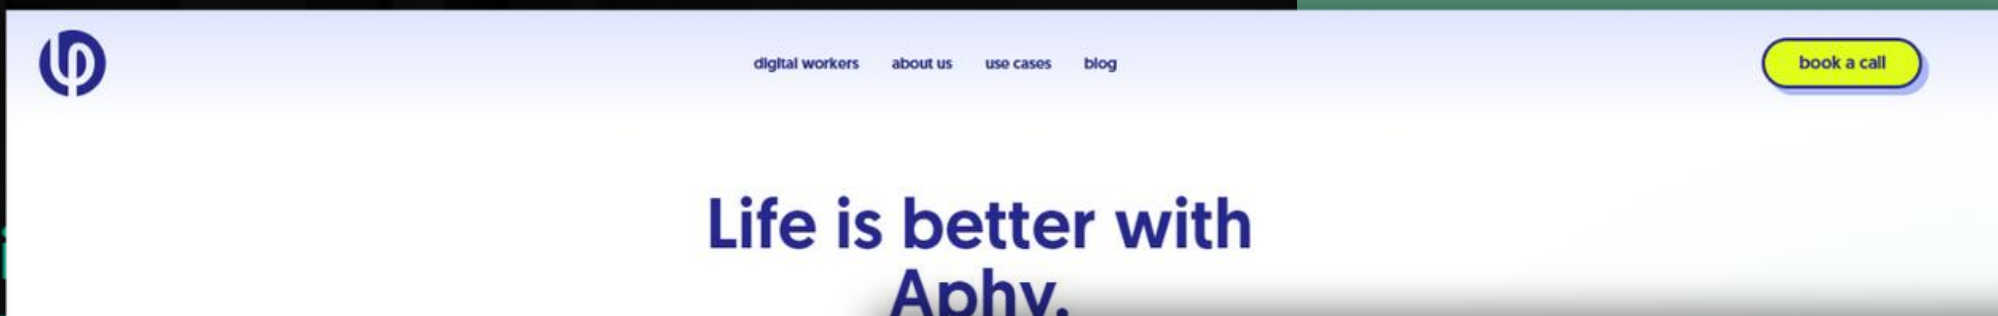 digital workers about us use cases blog book a call
Life is better with
Aphy.